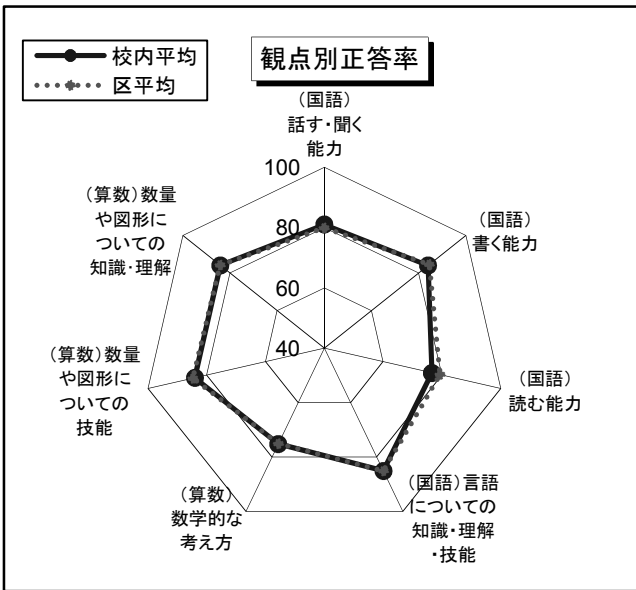 校内平均
区平均
観点別正答率
(国語)
話す・聞く
能力
100
80
60
40
(国語)
書く能力
(国語)
読む能力
(国語)言語
についての
知識・理解
・技能
(算数)
数学的な
考え方
(算数)数量
や図形に
ついての
技能
(算数)数量
や図形に
ついての
知識・理解